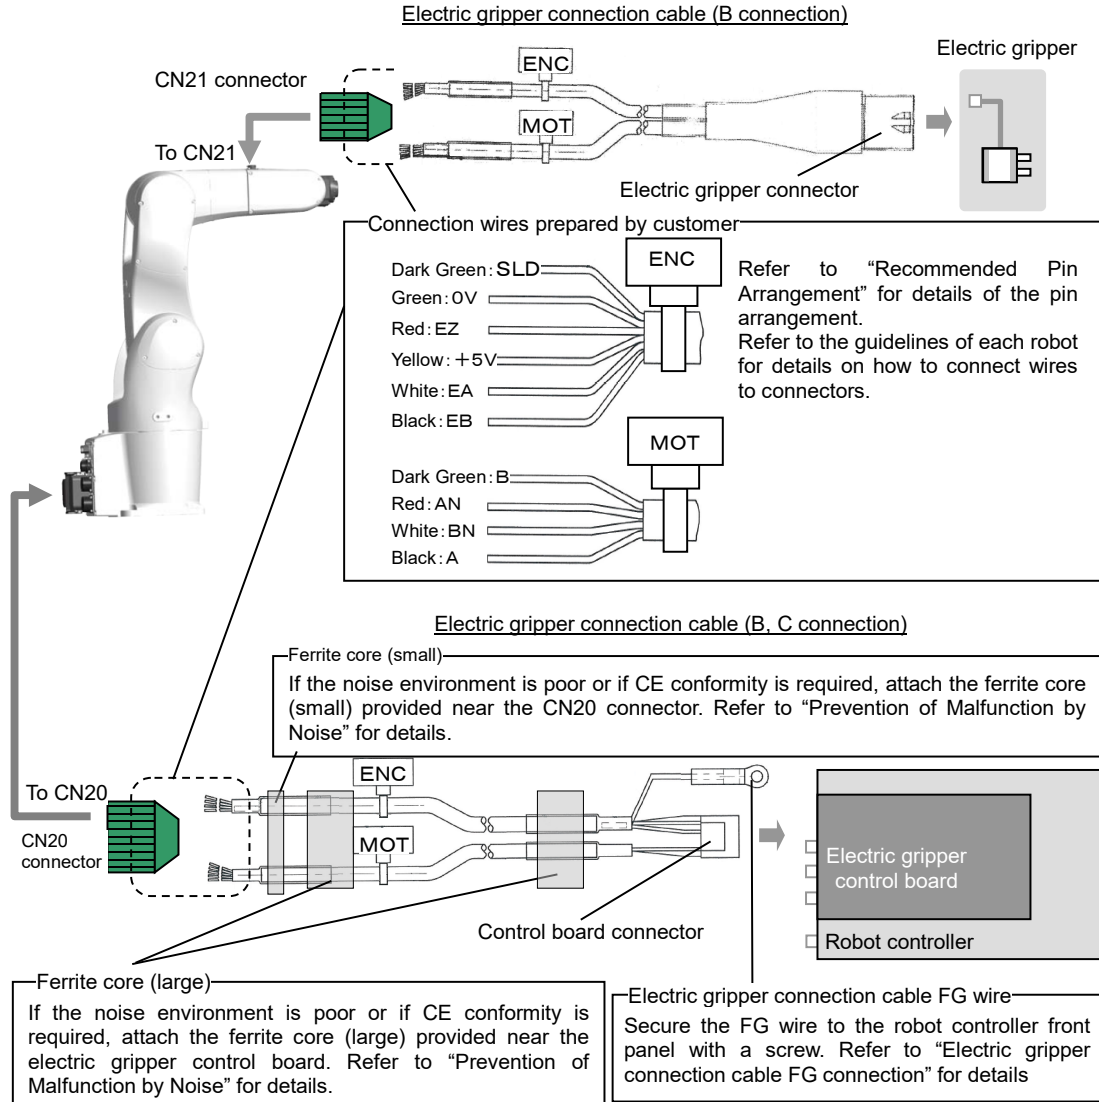 Electric gripper connection cable (B connection)
Electric gripper
ENC
CN21 connector
MOT
To CN21
Electric gripper connector
Connection wires prepared by customer
Dark Green: SLD
Green: 0V
Red: EZ
Yellow: +5V
White: EA
Black: EB
ENC
Refer to “Recommended Pin
Arrangement” for details of the pin
arrangement.
Refer to the guidelines of each robot
for details on how to connect wires
to connectors.
MOT
Dark Green: B
Red: AN
White: BN
Black: A
Electric gripper connection cable (B, C connection)
Ferrite core (small)
If the noise environment is poor or if CE conformity is required, attach the ferrite core
(small) provided near the CN20 connector. Refer to “Prevention of Malfunction by
Noise” for details.
ENC
To CN20
MOT
CN20
connector
Electric gripper
control board
Control board connector
Robot controller
Ferrite core (large)
If the noise environment is poor or if CE conformity is
required, attach the ferrite core (large) provided near the
electric gripper control board. Refer to “Prevention of
Malfunction by Noise” for details.
Electric gripper connection cable FG wire
Secure the FG wire to the robot controller front
panel with a screw. Refer to “Electric gripper
connection cable FG connection” for details